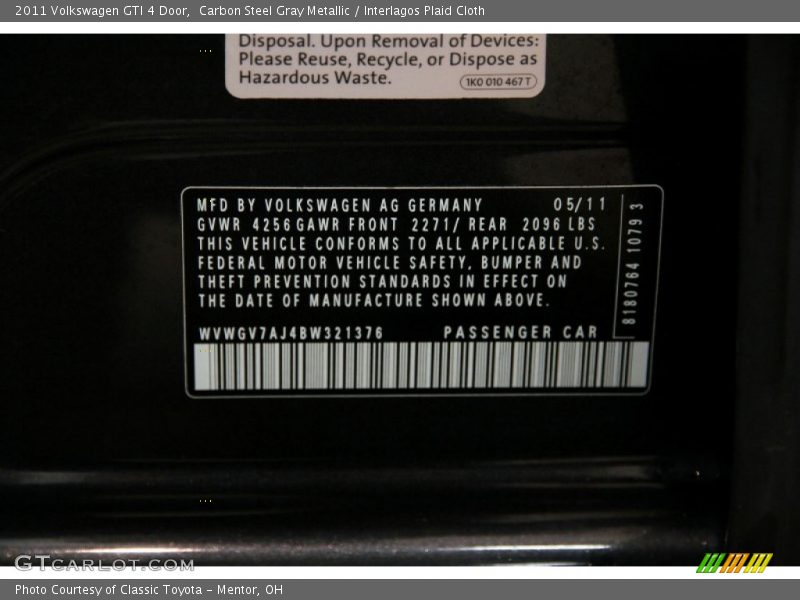 2011 Volkswagen GTI 4 Door, Carbon Steel Gray Metallic / Interlagos Plaid Cloth
Disposal. Upon Removal of Devices:
Please Reuse, Recycle, or Dispose as
Hazardous Waste.
1K0 010 467 T
MFD BY VOLKSWAGEN AG GERMANY 05/11
GVWR 4256 GAWR FRONT 2271/ REAR 2096 LBS
THIS VEHICLE CONFORMS TO ALL APPLICABLE U.S.
FEDERAL MOTOR VEHICLE SAFETY, BUMPER AND
THEFT PREVENTION STANDARDS IN EFFECT ON
THE DATE OF MANUFACTURE SHOWN ABOVE.
WVWGV7AJ4BW321376 PASSENGER CAR
8180764 1079 3
GTCARLOT.COM
Photo Courtesy of Classic Toyota - Mentor, OH